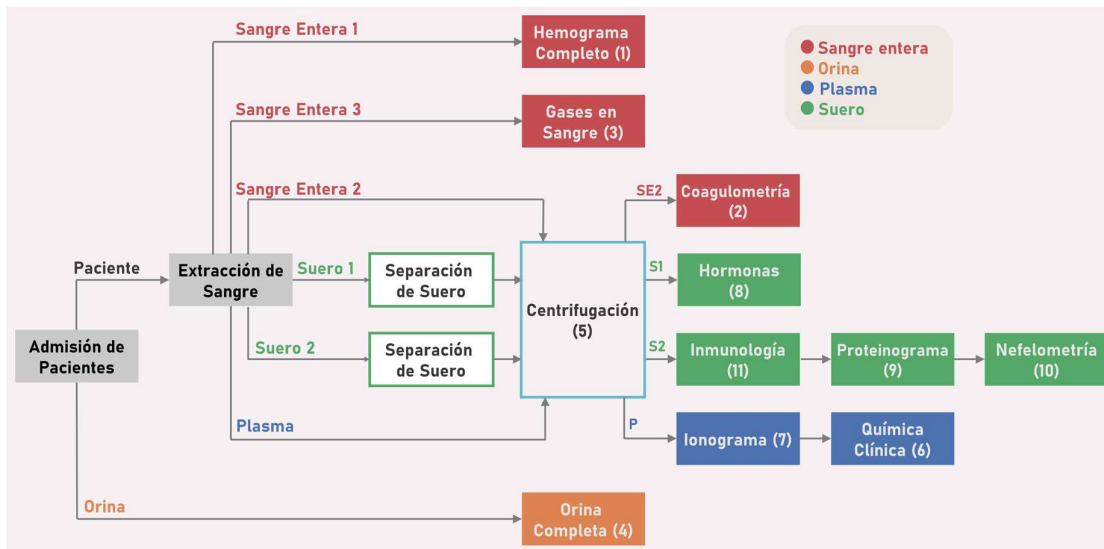 Sangre Entera 1
Hemograma
Completo (1)
Sangre entera
Orina
Plasma
Suero
Sangre Entera 3
Gases en
Sangre (3)
Sangre Entera 2
SE2
Coagulometría
(2)
Paciente
Extracción de
Sangre
Suero 1
Separación
de Suero
Centrifugación
(5)
S1
Hormonas
(8)
Admisión de
Pacientes
Suero 2
Separación
de Suero
S2
Inmunología
(11)
Proteinograma
(9)
Nefelometría
(10)
Plasma
P
Ionograma (7)
Química
Clínica (6)
Orina
Orina
Completa (4)